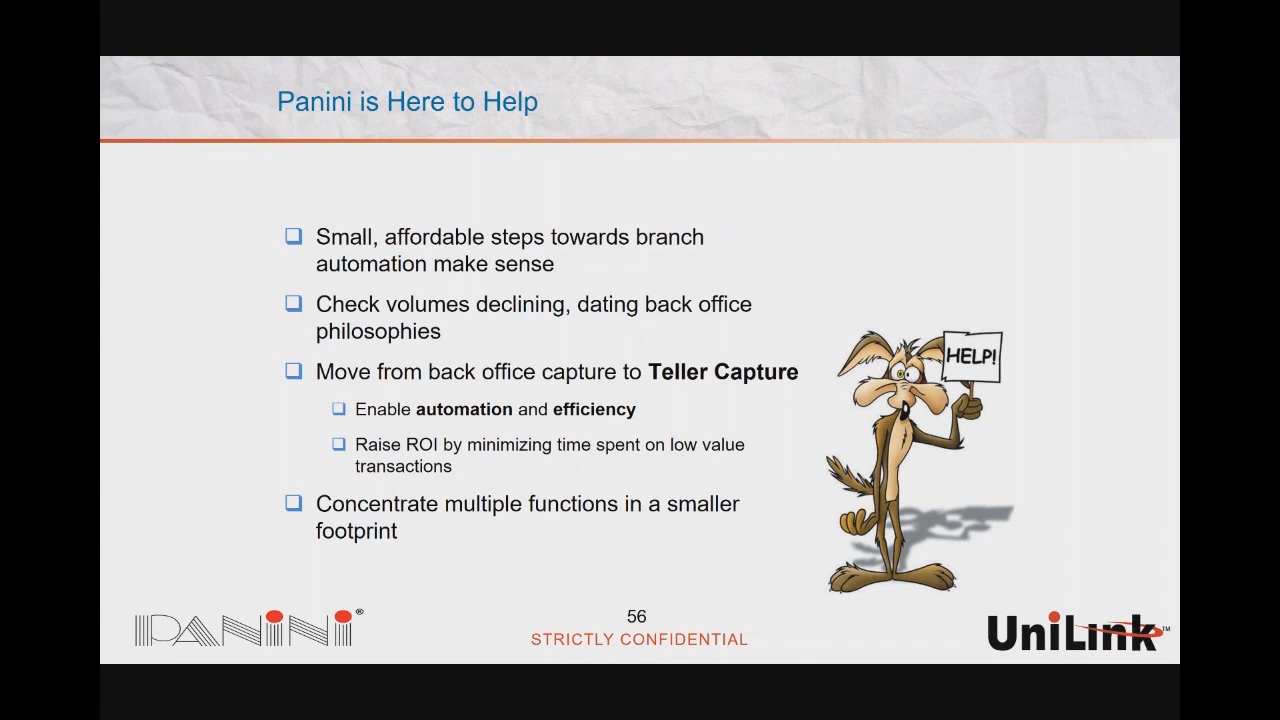 Panini is Here to Help
Small, affordable steps towards branch
automation make sense
Check volumes declining, dating back office
philosophies
Move from back office capture to Teller Capture
Enable automation and efficiency
Raise ROI by minimizing time spent on low value
transactions
Concentrate multiple functions in a smaller
footprint
HELP!
PANINI®
56
STRICTLY CONFIDENTIAL
UniLink™